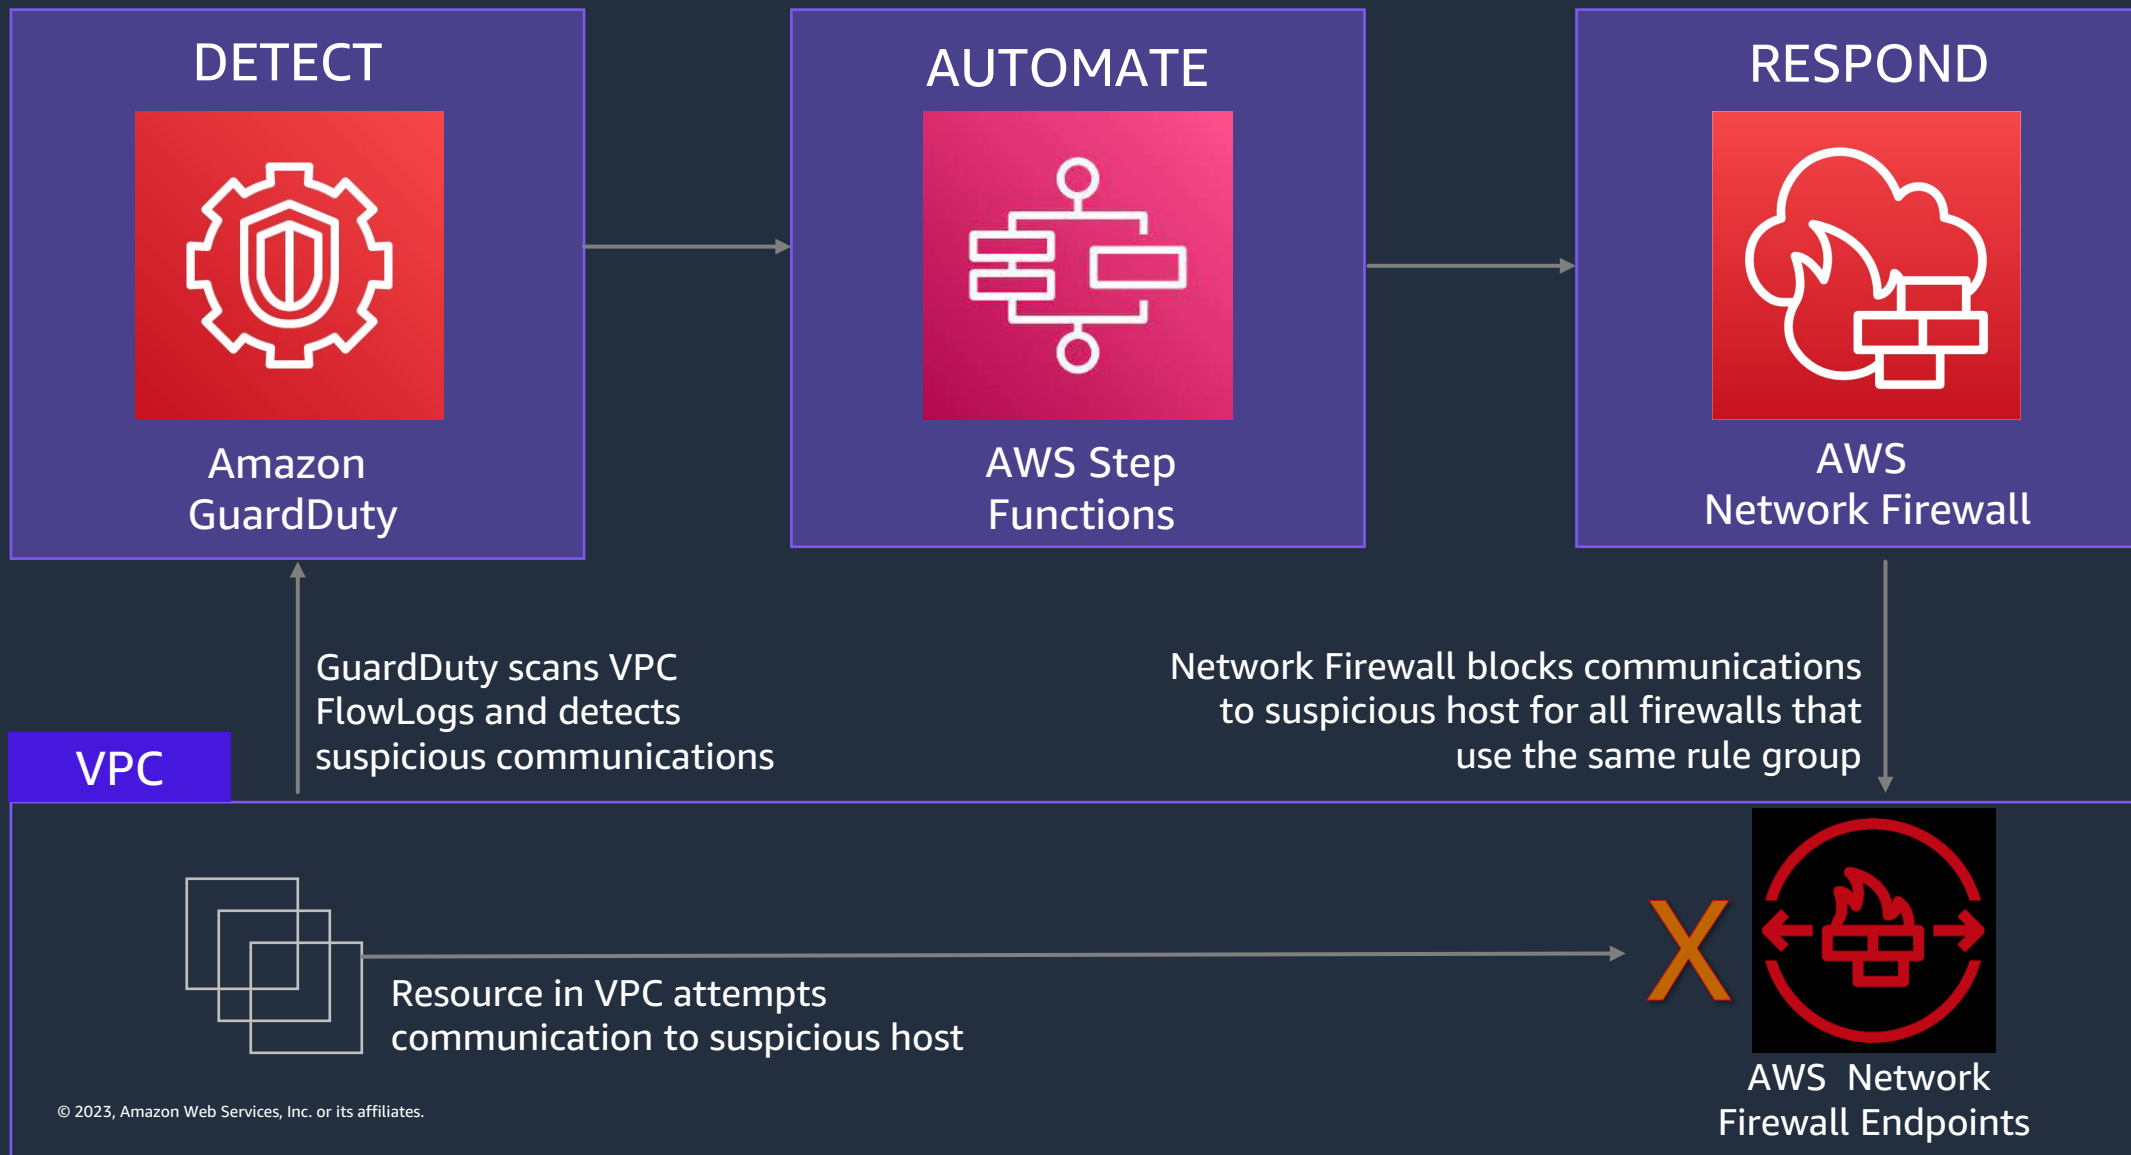 DETECT
Amazon
GuardDuty
AUTOMATE
AWS Step
Functions
RESPOND
AWS
Network Firewall
GuardDuty scans VPC
FlowLogs and detects
suspicious communications
Network Firewall blocks communications
to suspicious host for all firewalls that
use the same rule group
VPC
Resource in VPC attempts
communication to suspicious host
X
AWS Network
Firewall Endpoints
© 2023, Amazon Web Services, Inc. or its affiliates.